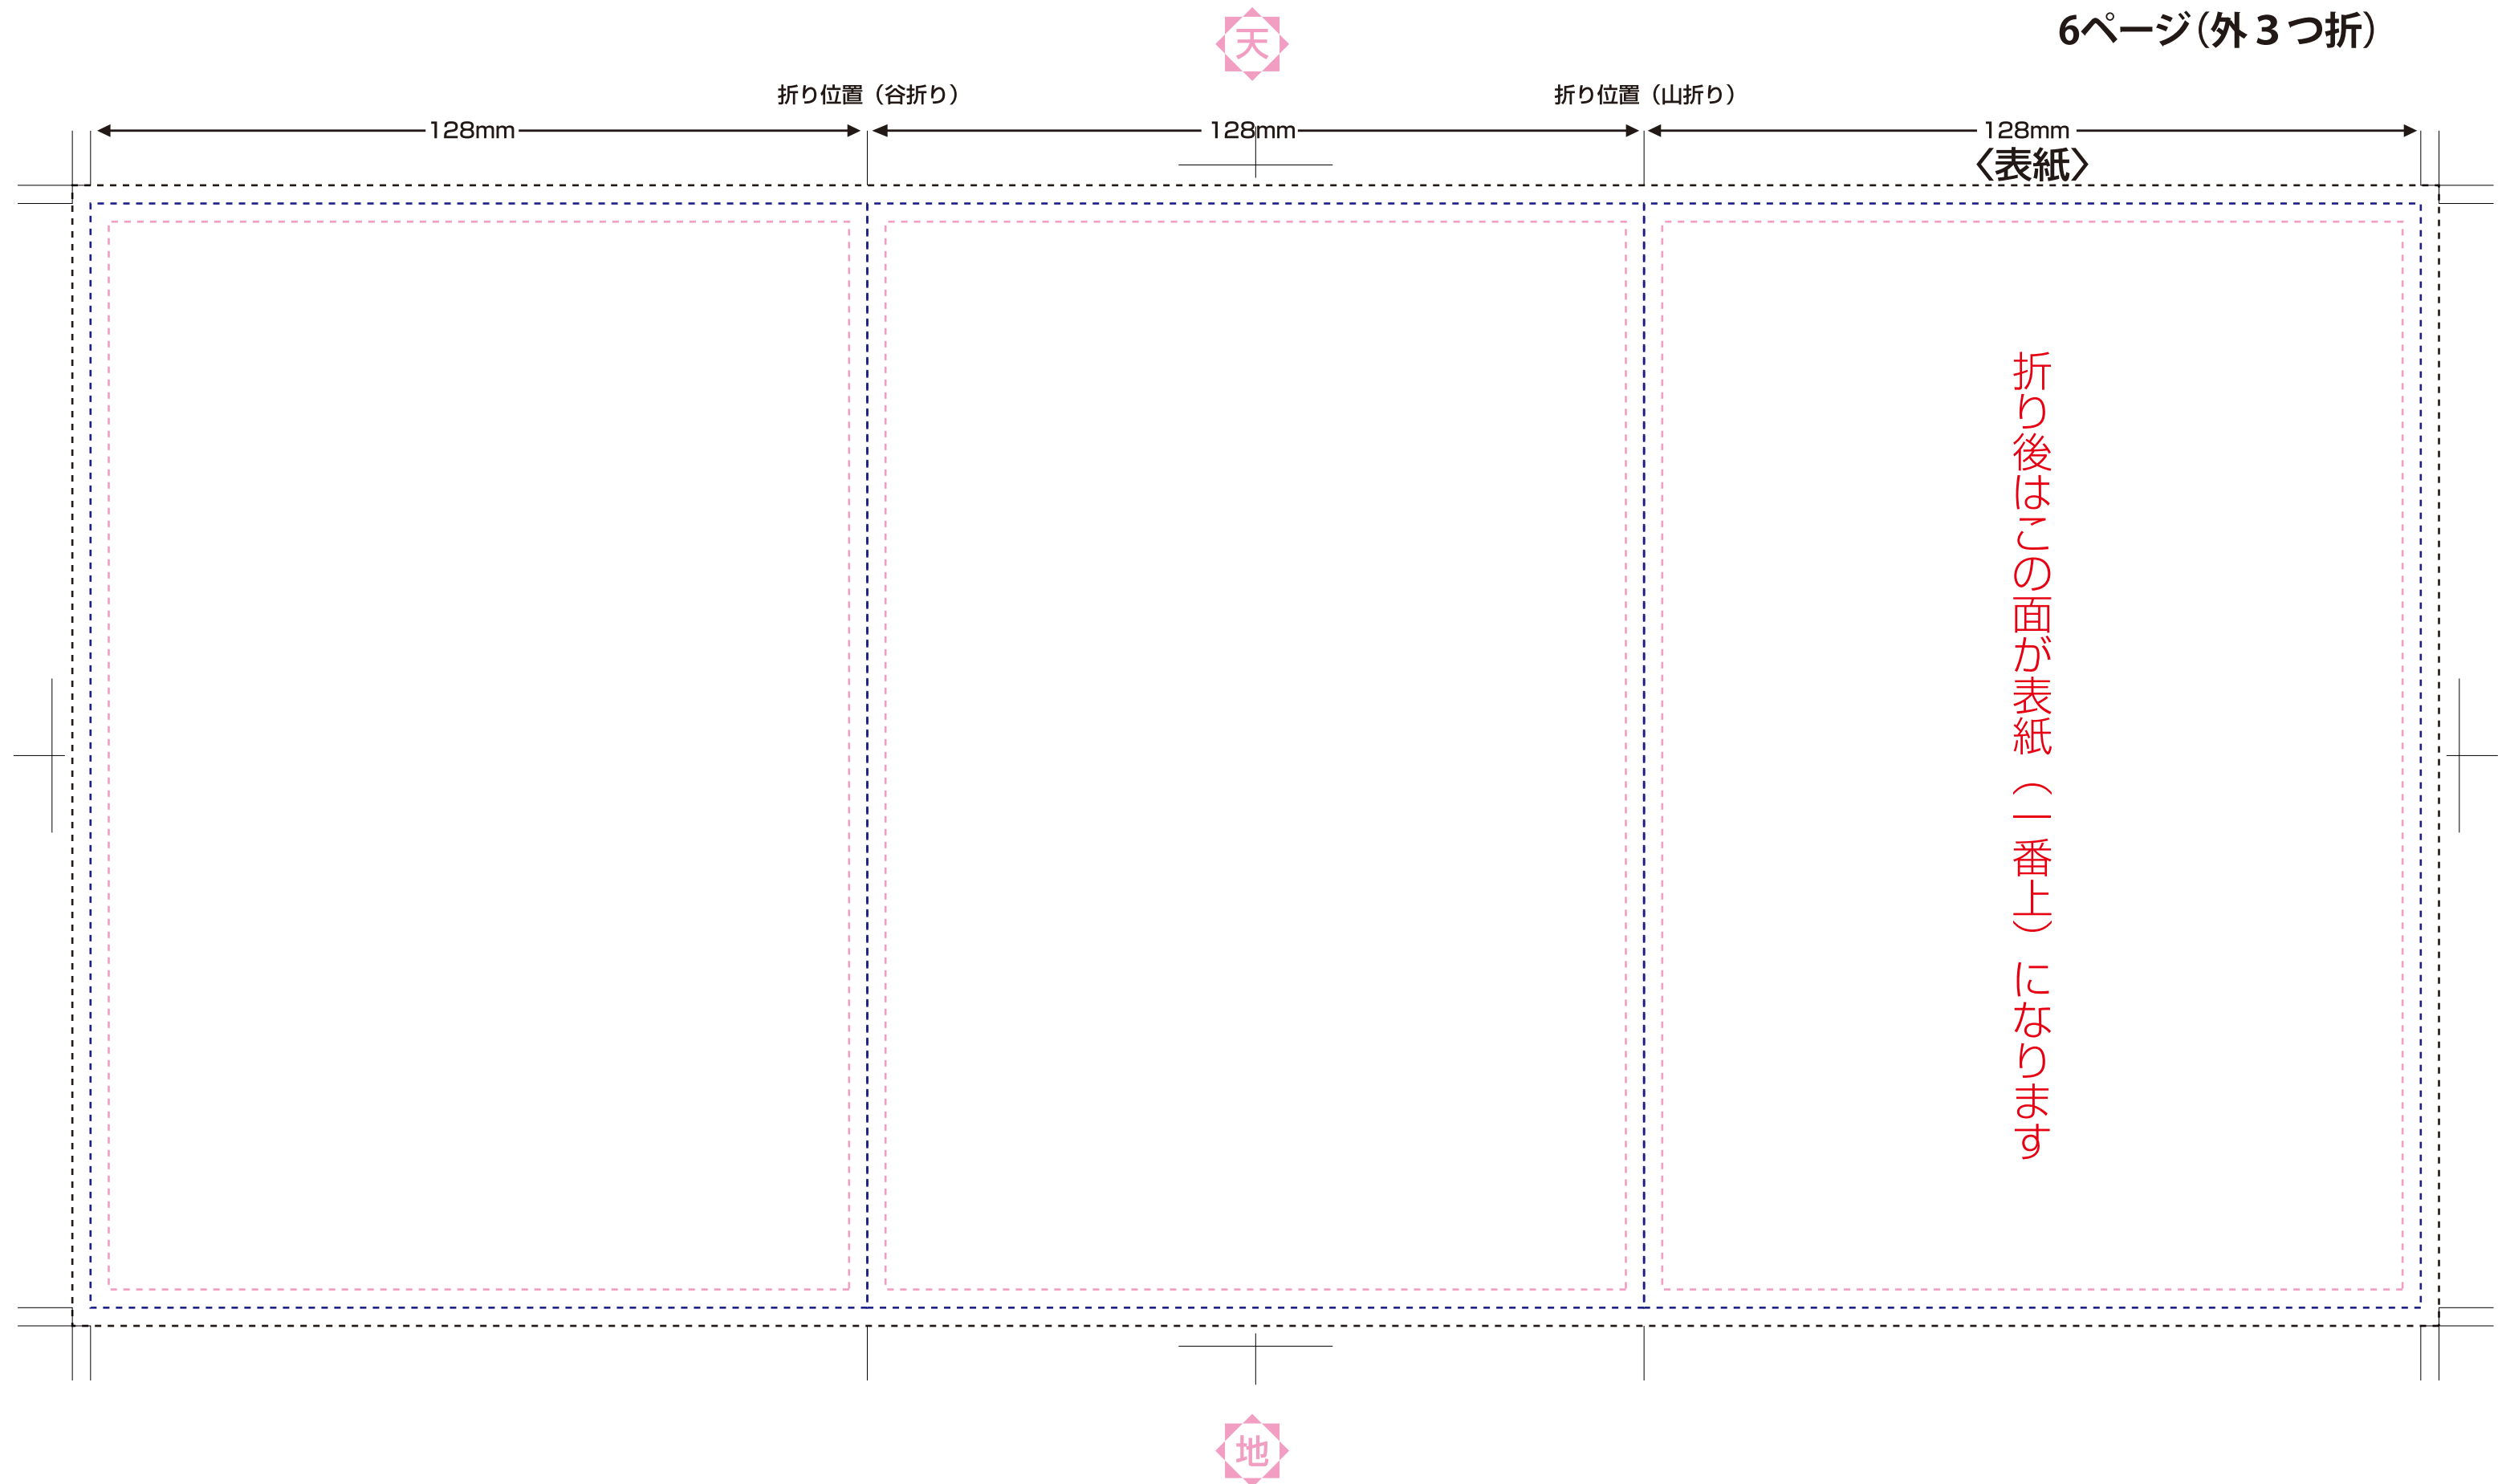 天
6ページ（外３つ折）
折り位置（谷折り）
折り位置（山折り）
128mm
128mm
128mm
〈表紙〉
折り後はこの面が表紙（一番上）になります
地